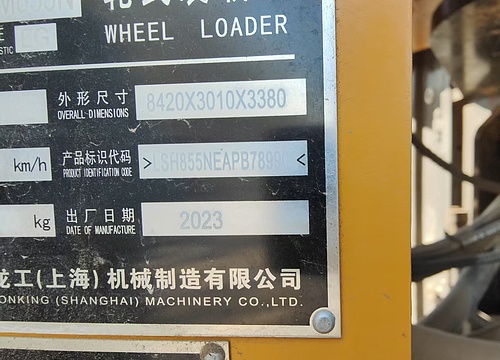 WHEEL LOADER
外形尺寸 8420X3010X3380
OVERALL DIMENSIONS
km/h
产品标识代码 >LSH855NEAPB7899
PRODUCT IDENTIFICATION CODE
kg
出厂日期 2023
DATE OF MANUFACTURE
龙工(上海)机械制造有限公司
ONKING (SHANGHAI) MACHINERY CO.,LTD.